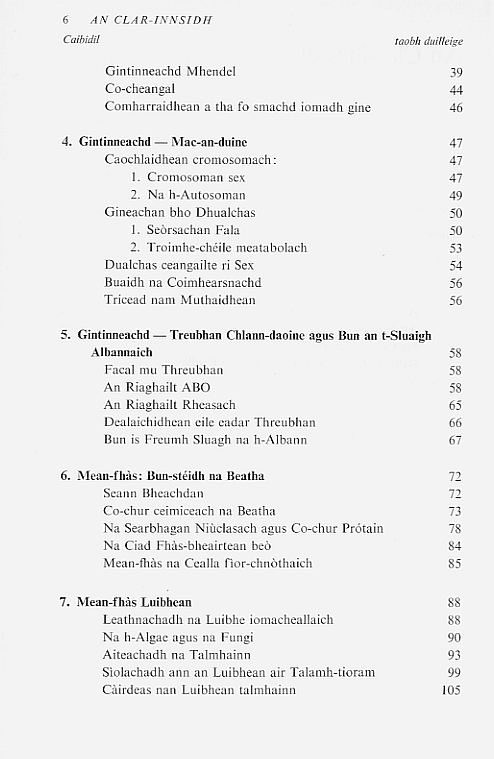 6 AN CLAR-INNSIDH
Caibidil taobh duilleige
Gintinneachd Mhendel 39
Co-cheangal 44
Comharraidhean a tha fo smachd iomadh gine 46
4. Gintinneachd — Mac-an-duine 47
Caochlaidhean cromosomach: 47
1. Cromosoman sex 47
2. Na h-Autosoman 49
Gineachan bho Dhualchas 50
1. Seòrsachan Fala 50
2. Troimhe-chéile meatabolach 53
Dualchas ceangailte ri Sex 54
Buaidh na Coimhearsnachd 56
Tricead nam Muthaidhean 56
5. Gintinneachd — Treubhan Chlann-daoine agus Bun an t-Sluaigh
Albannaich 58
Facal mu Threubhan 58
An Riaghailt ABO 58
An Riaghailt Rheasach 65
Dealaichidhean eile eadar Threubhan 66
Bun is Freumh Sluagh na h-Albann 67
6. Mean-fhàs: Bun-stéidh na Beatha 72
Seann Bheachdan 72
Co-chur ceimiceach na Beatha 73
Na Searbhagan Niùclasach agus Co-chur Prótain 78
Na Ciad Fhàs-bheairtean beò 84
Mean-fhàs na Cealla fìor-chnòthaich 85
7. Mean-fhàs Luibhean 88
Leathnachadh na Luibhe iomacheallaich 88
Na h-Algae agus na Fungi 90
Aiteachadh na Talmhainn 93
Sìolachadh ann an Luibhean air Talamh-tioram 99
Càirdeas nan Luibhean talmhainn 105